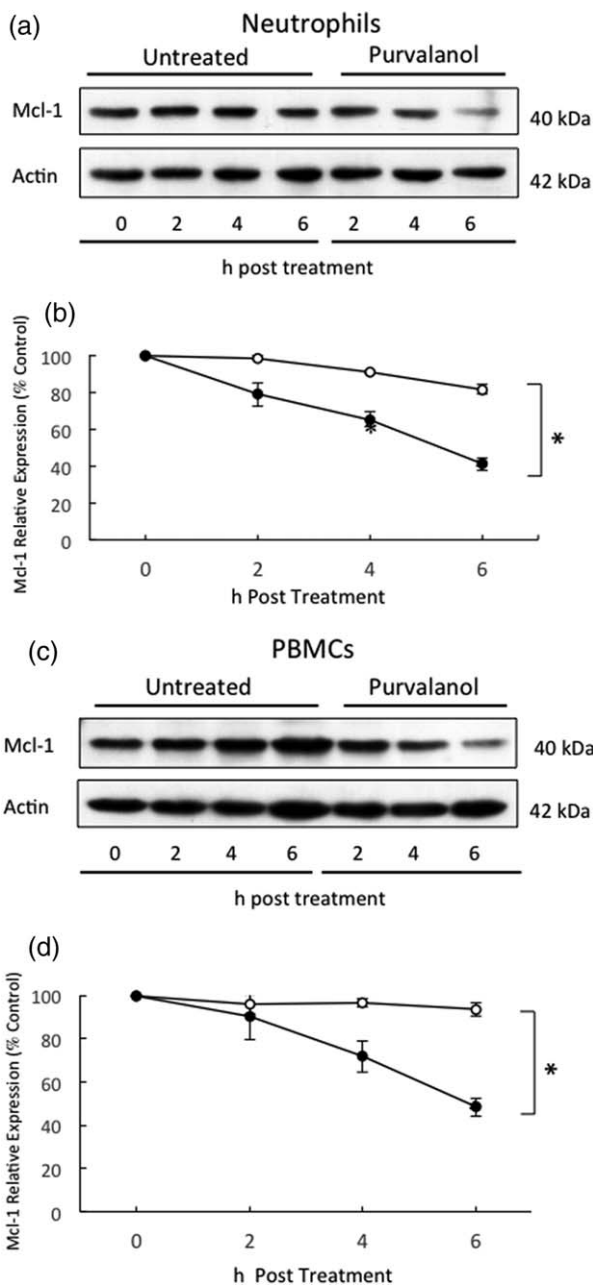 (a)
Neutrophils
Untreated Purvalanol
Mcl-1 40 kDa
Actin 42 kDa
0 2 4 6 2 4 6
h post treatment
(b)
Mcl-1 Relative Expression (% Control)
100
80
60
40
20
0
*
*
0 2 4 6
h Post Treatment
(c)
PBMCs
Untreated Purvalanol
Mcl-1 40 kDa
Actin 42 kDa
0 2 4 6 2 4 6
h post treatment
(d)
Mcl-1 Relative Expression (% Control)
100
80
60
40
20
0
*
0 2 4 6
h Post Treatment